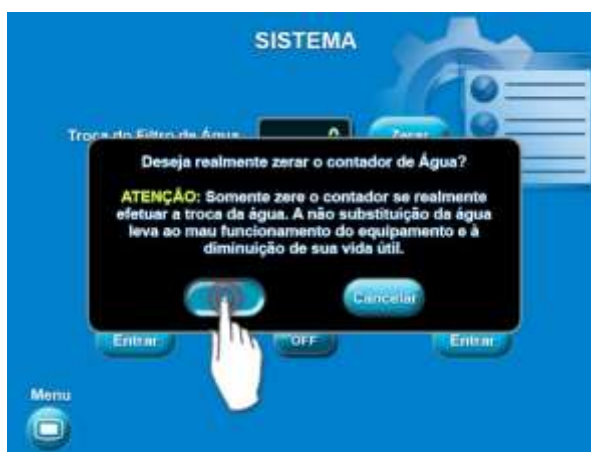 SISTEMA
Troca do Filtro de Água 0 Zerar
Deseja realmente zerar o contador de Água?
ATENÇÃO: Somente zere o contador se realmente
efetuar a troca da água. A não substituição da água
leva ao mau funcionamento do equipamento e à
diminuição de sua vida útil.
Cancelar
Entrar OFF Entrar
Menu